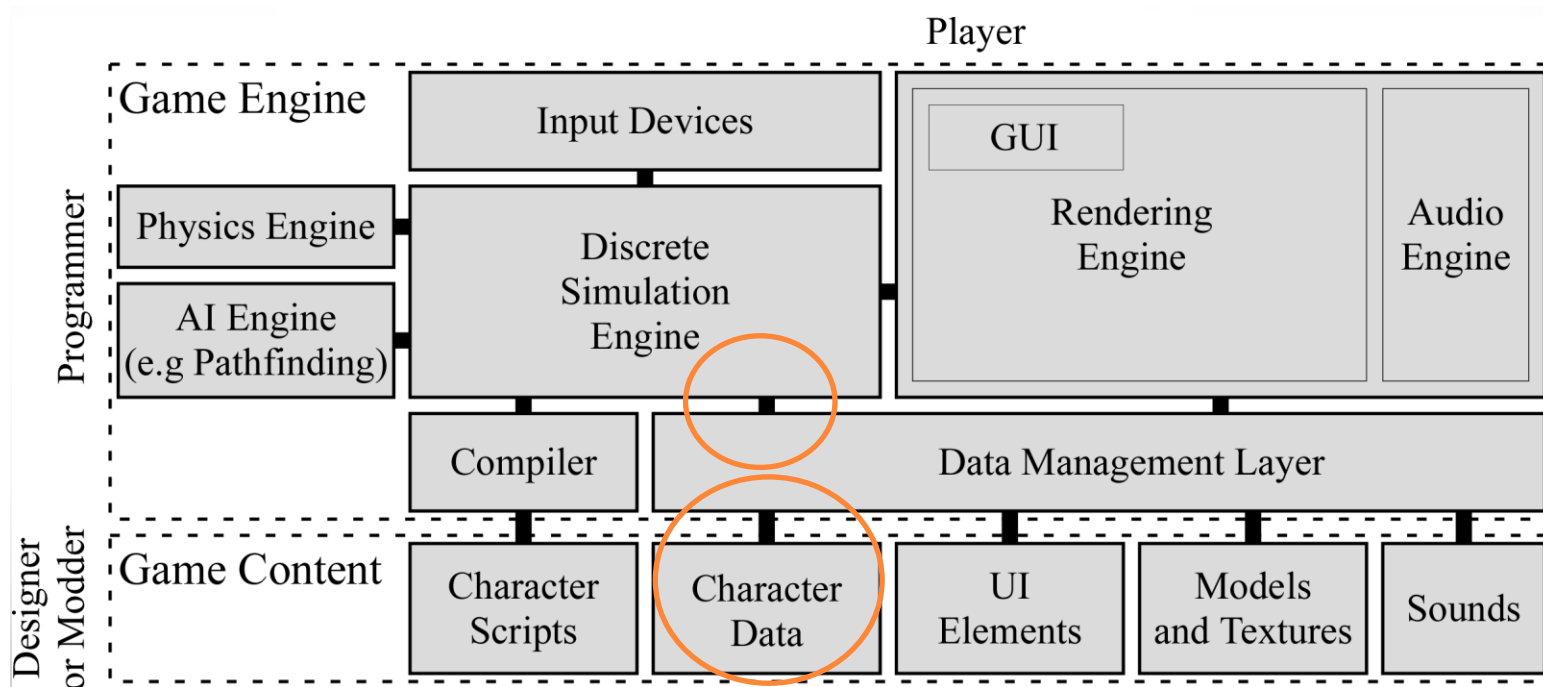 Player
Game Engine
Input Devices
GUI
Rendering
Engine
Audio
Engine
Programmer
Physics Engine
Discrete
Simulation
Engine
AI Engine
(e.g Pathfinding)
Compiler
Data Management Layer
Designer
or Modder
Game Content
Character
Scripts
Character
Data
UI
Elements
Models
and Textures
Sounds